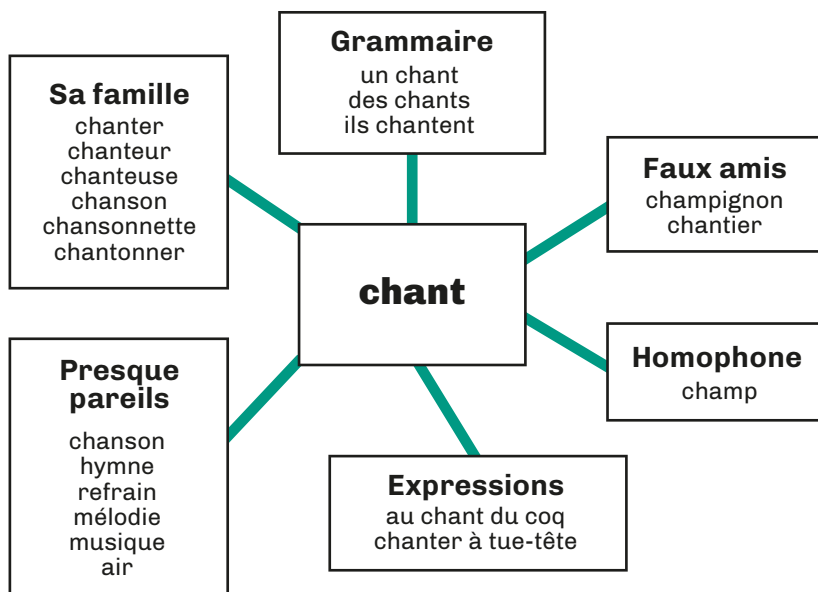 Grammaire
un chant
des chants
ils chantent
Sa famille
chanter
chanteur
chanteuse
chanson
chansonnette
chantonner
Faux amis
champignon
chantier
chant
Homophone
champ
Presque
pareils
chanson
hymne
refrain
mélodie
musique
air
Expressions
au chant du coq
chanter à tue-tête